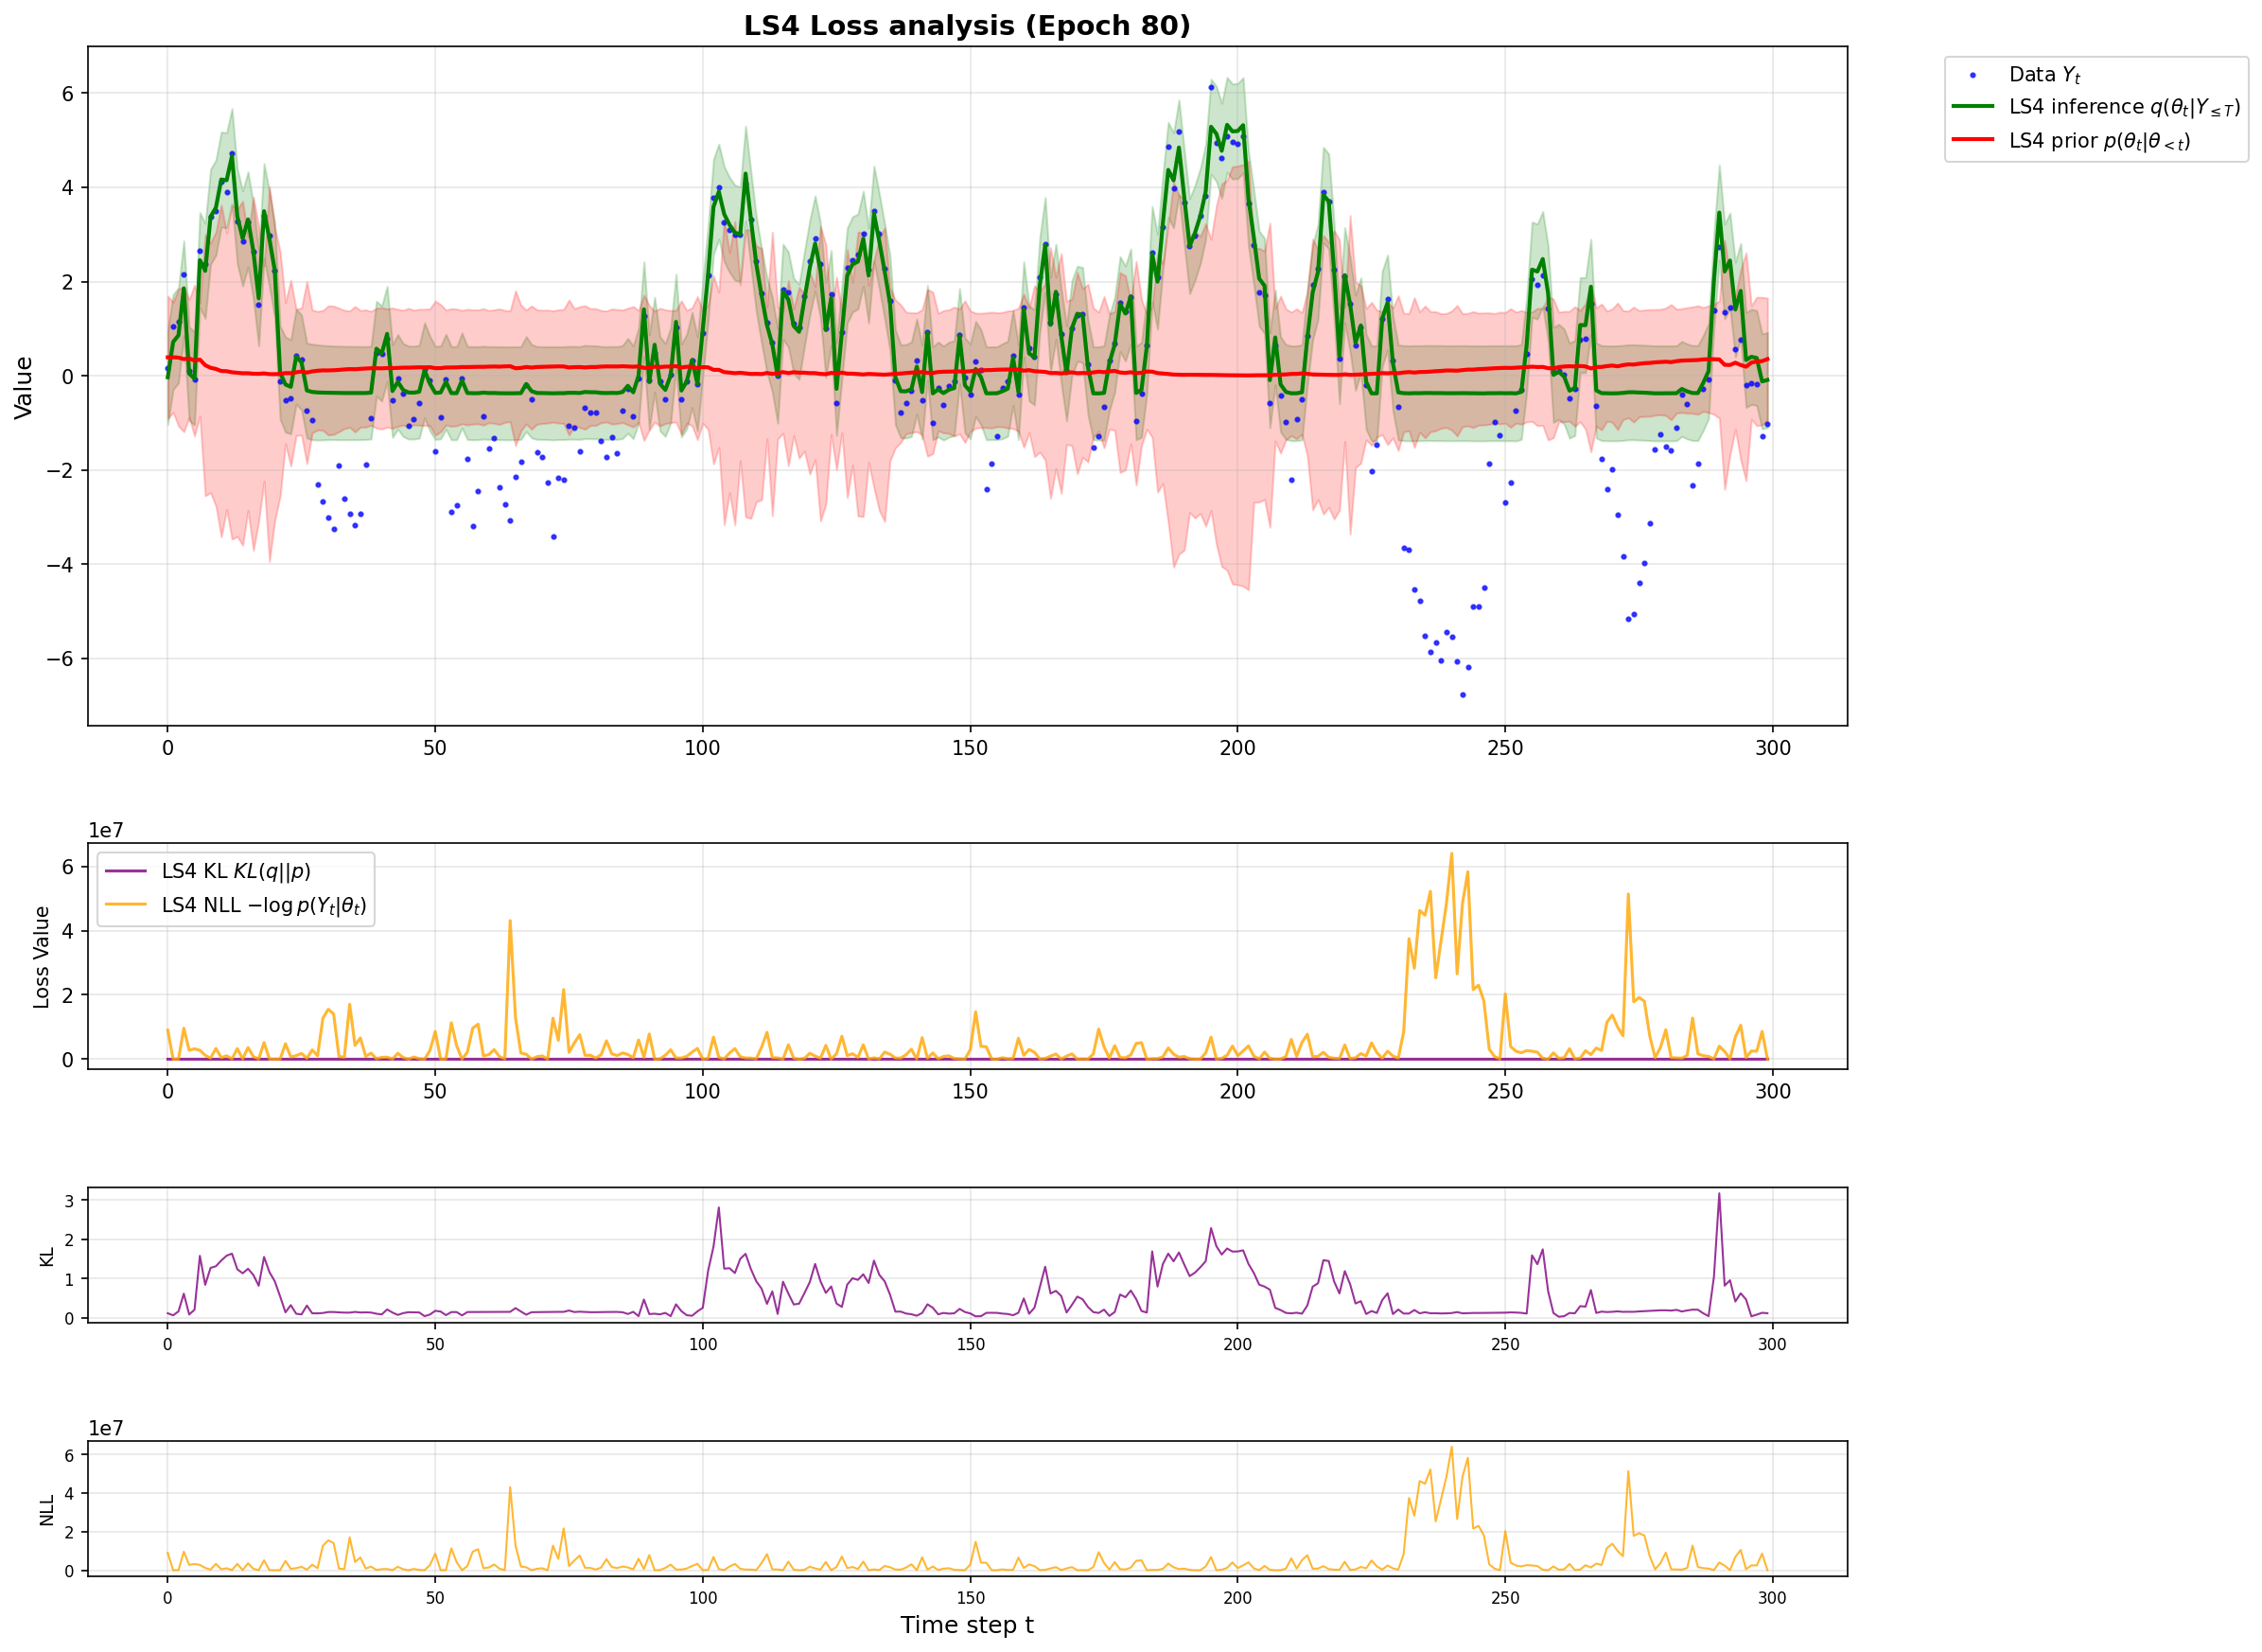 LS4 Loss analysis (Epoch 80)
Data Y_t
LS4 inference q(θ_t|Y_{≤T})
LS4 prior p(θ_t|θ_{<t})
Value
6
4
2
0
−2
−4
−6
0 50 100 150 200 250 300
1e7
LS4 KL KL(q||p)
LS4 NLL −log p(Y_t|θ_t)
Loss Value
6
4
2
0
0 50 100 150 200 250 300
KL
3
2
1
0
0 50 100 150 200 250 300
1e7
NLL
6
4
2
0
0 50 100 150 200 250 300
Time step t